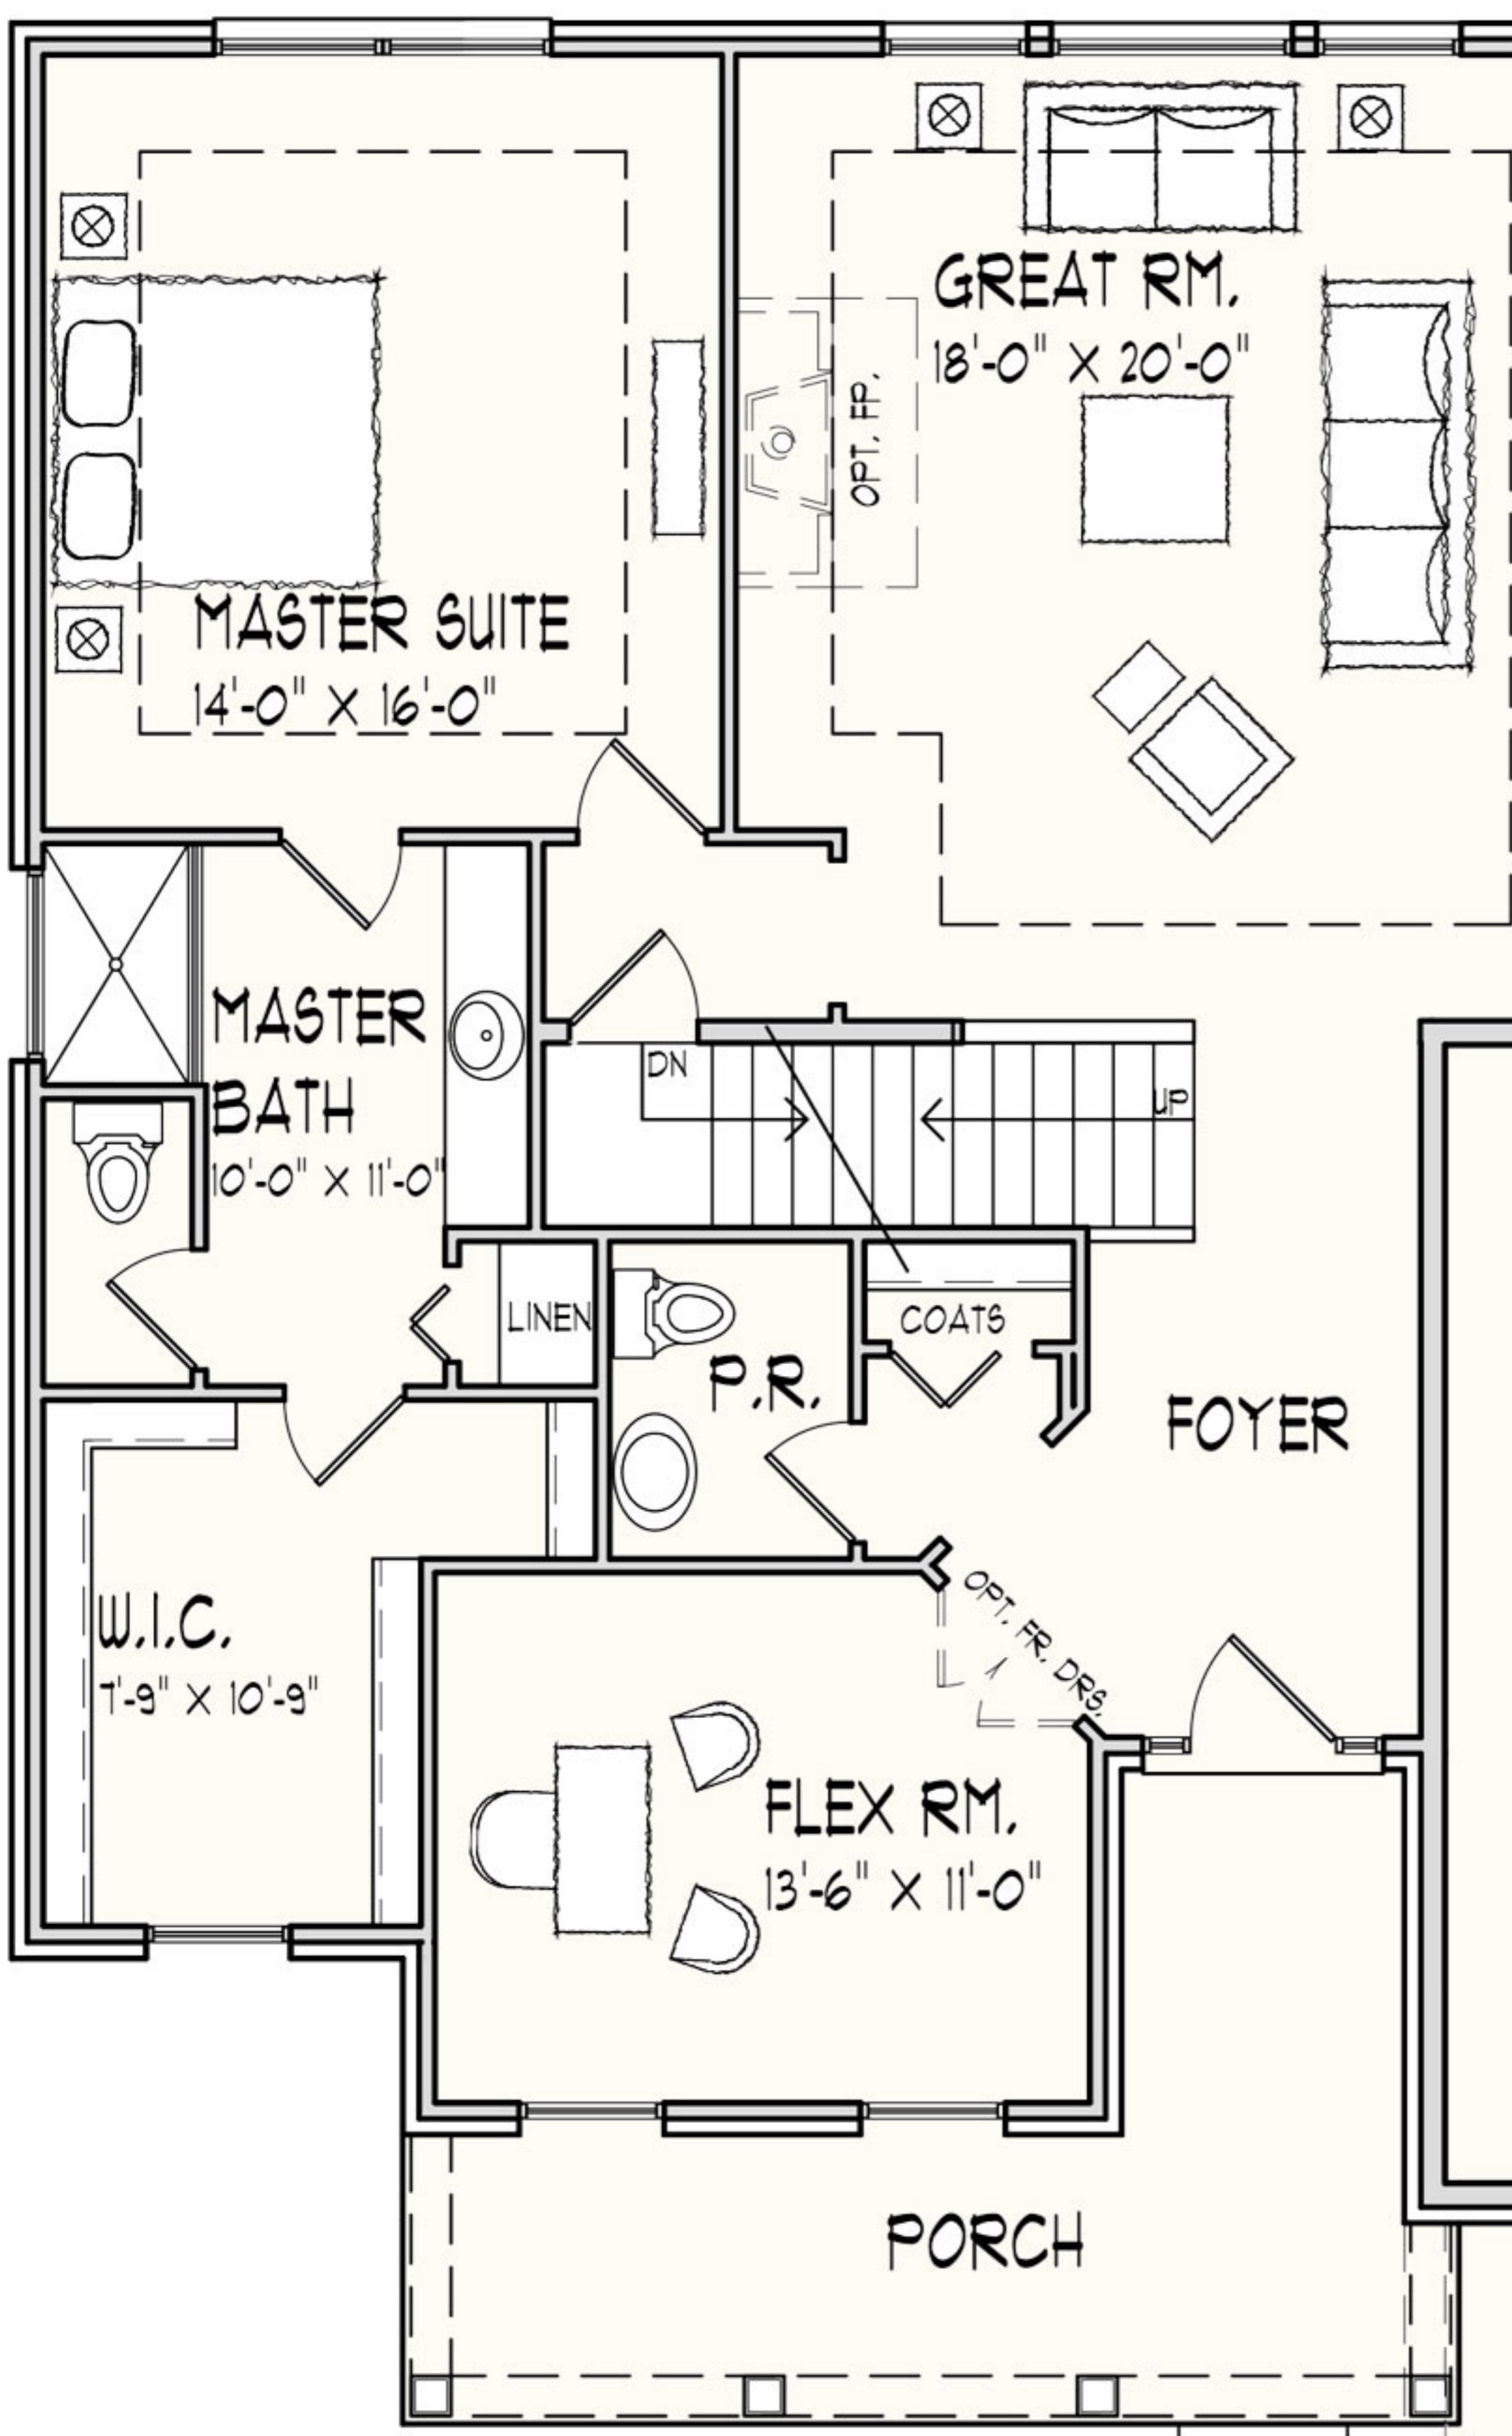 GREAT RM.
18'-0" X 20'-0"
OPT. FP.
MASTER SUITE
14'-0" X 16'-0"
MASTER
BATH
10'-0" X 11'-0"
DN
UP
LINEN
COATS
P.R.
FOYER
W.I.C.
7'-9" X 10'-9"
OPT. FR. DRS.
FLEX RM.
13'-6" X 11'-0"
PORCH